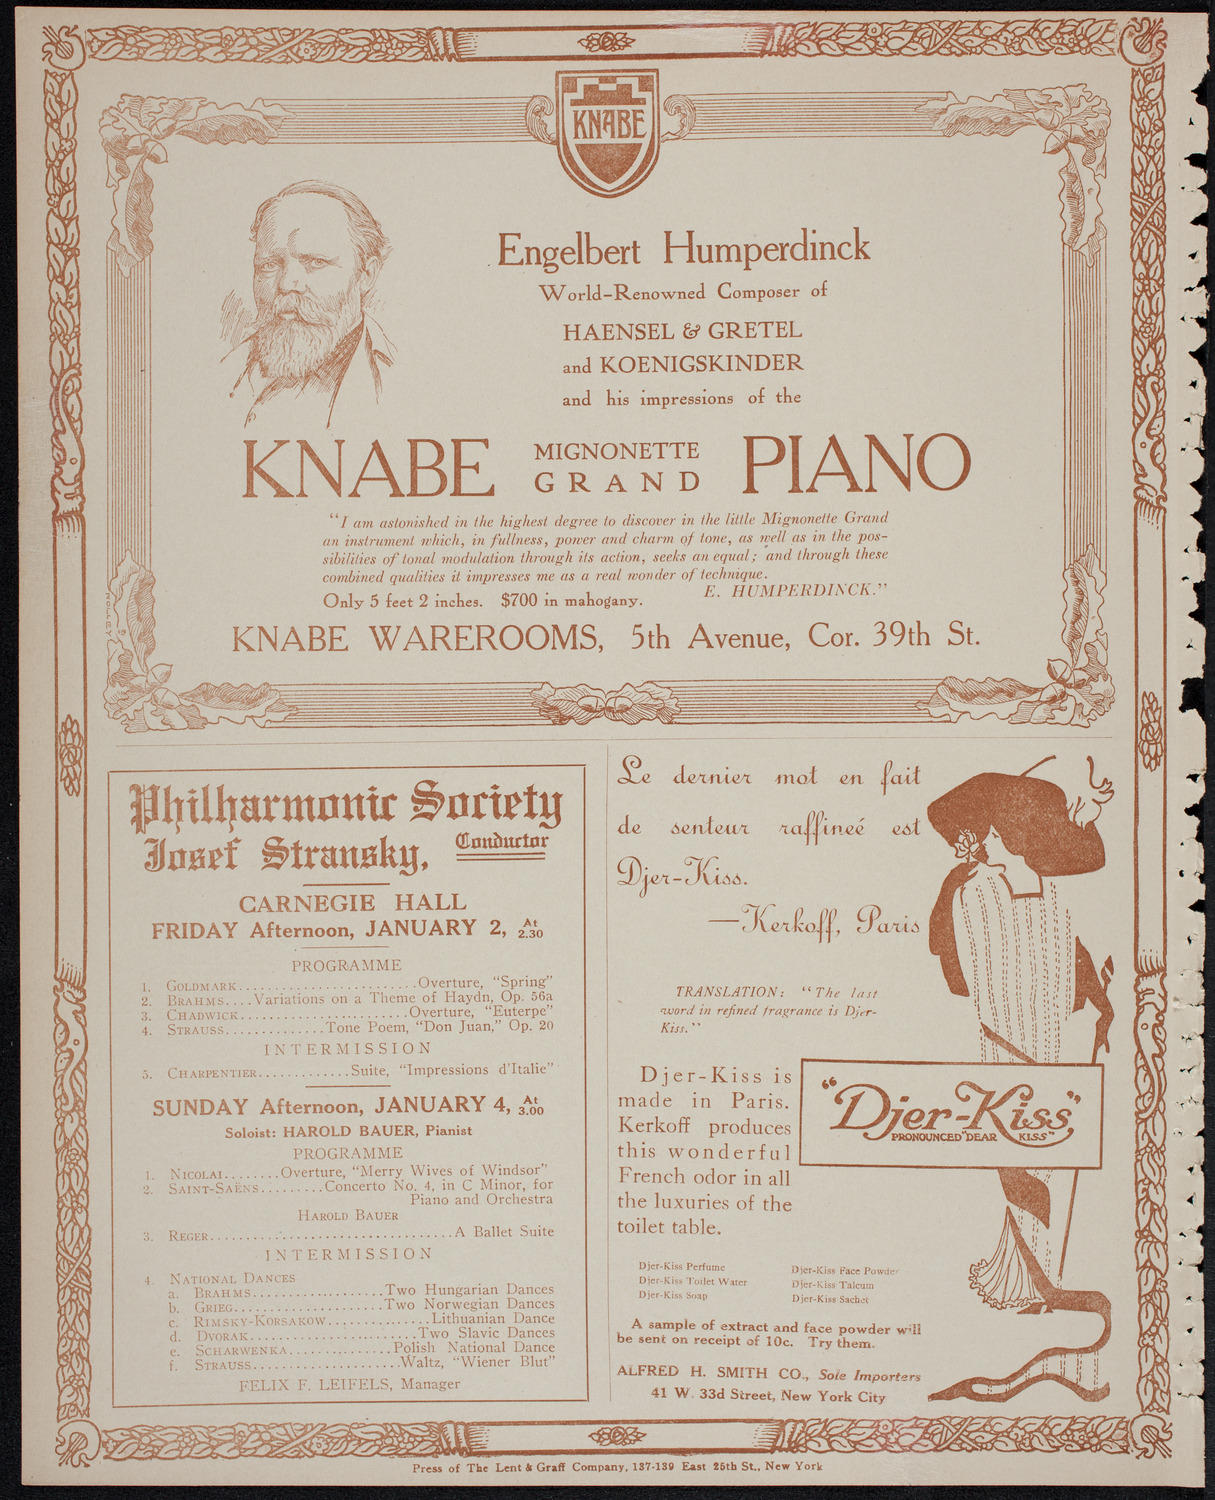 KNABE
Engelbert Humperdinck
World-Renowned Composer of
HAENSEL & GRETEL
and KOENIGSKINDER
and his impressions of the
KNABE MIGNONETTE GRAND PIANO
"I am astonished in the highest degree to discover in the little Mignonette Grand
an instrument which, in fullness, power and charm of tone, as well as in the pos-
sibilities of tonal modulation through its action, seeks an equal; and through these
combined qualities it impresses me as a real wonder of technique.
E. HUMPERDINCK."
Only 5 feet 2 inches. $700 in mahogany.
KNABE WAREROOMS, 5th Avenue, Cor. 39th St.
Philharmonic Society
Josef Stransky, Conductor
CARNEGIE HALL
FRIDAY Afternoon, JANUARY 2, At 2.30
PROGRAMME
1. GOLDMARK........................Overture, "Spring"
2. BRAHMS....Variations on a Theme of Haydn, Op. 56a
3. CHADWICK.......................Overture, "Euterpe"
4. STRAUSS.............Tone Poem, "Don Juan," Op. 20
INTERMISSION
5. CHARPENTIER............Suite, "Impressions d'Italie"
SUNDAY Afternoon, JANUARY 4, At 3.00
Soloist: HAROLD BAUER, Pianist
PROGRAMME
1. NICOLAI........Overture, "Merry Wives of Windsor"
2. SAINT-SAËNS.........Concerto No. 4, in C Minor, for
Piano and Orchestra
HAROLD BAUER
3. REGER.................................A Ballet Suite
INTERMISSION
4. NATIONAL DANCES
a. BRAHMS..................Two Hungarian Dances
b. GRIEG....................Two Norwegian Dances
c. RIMSKY-KORSAKOW..............Lithuanian Dance
d. DVORAK.......................Two Slavic Dances
e. SCHARWENKA..............Polish National Dance
f. STRAUSS.....................Waltz, "Wiener Blut"
FELIX F. LEIFELS, Manager
Le dernier mot en fait
de senteur raffineé est
Djer-Kiss.
—Kerkoff, Paris
TRANSLATION: "The last
word in refined fragrance is Djer-
Kiss."
Djer-Kiss is
made in Paris.
Kerkoff produces
this wonderful
French odor in all
the luxuries of the
toilet table.
"Djer-Kiss"
PRONOUNCED "DEAR KISS"
Djer-Kiss Perfume
Djer-Kiss Toilet Water
Djer-Kiss Soap
Djer-Kiss Face Powder
Djer-Kiss Talcum
Djer-Kiss Sachet
A sample of extract and face powder will
be sent on receipt of 10c. Try them.
ALFRED H. SMITH CO., Sole Importers
41 W. 33d Street, New York City
Press of The Lent & Graff Company, 137-139 East 25th St., New York